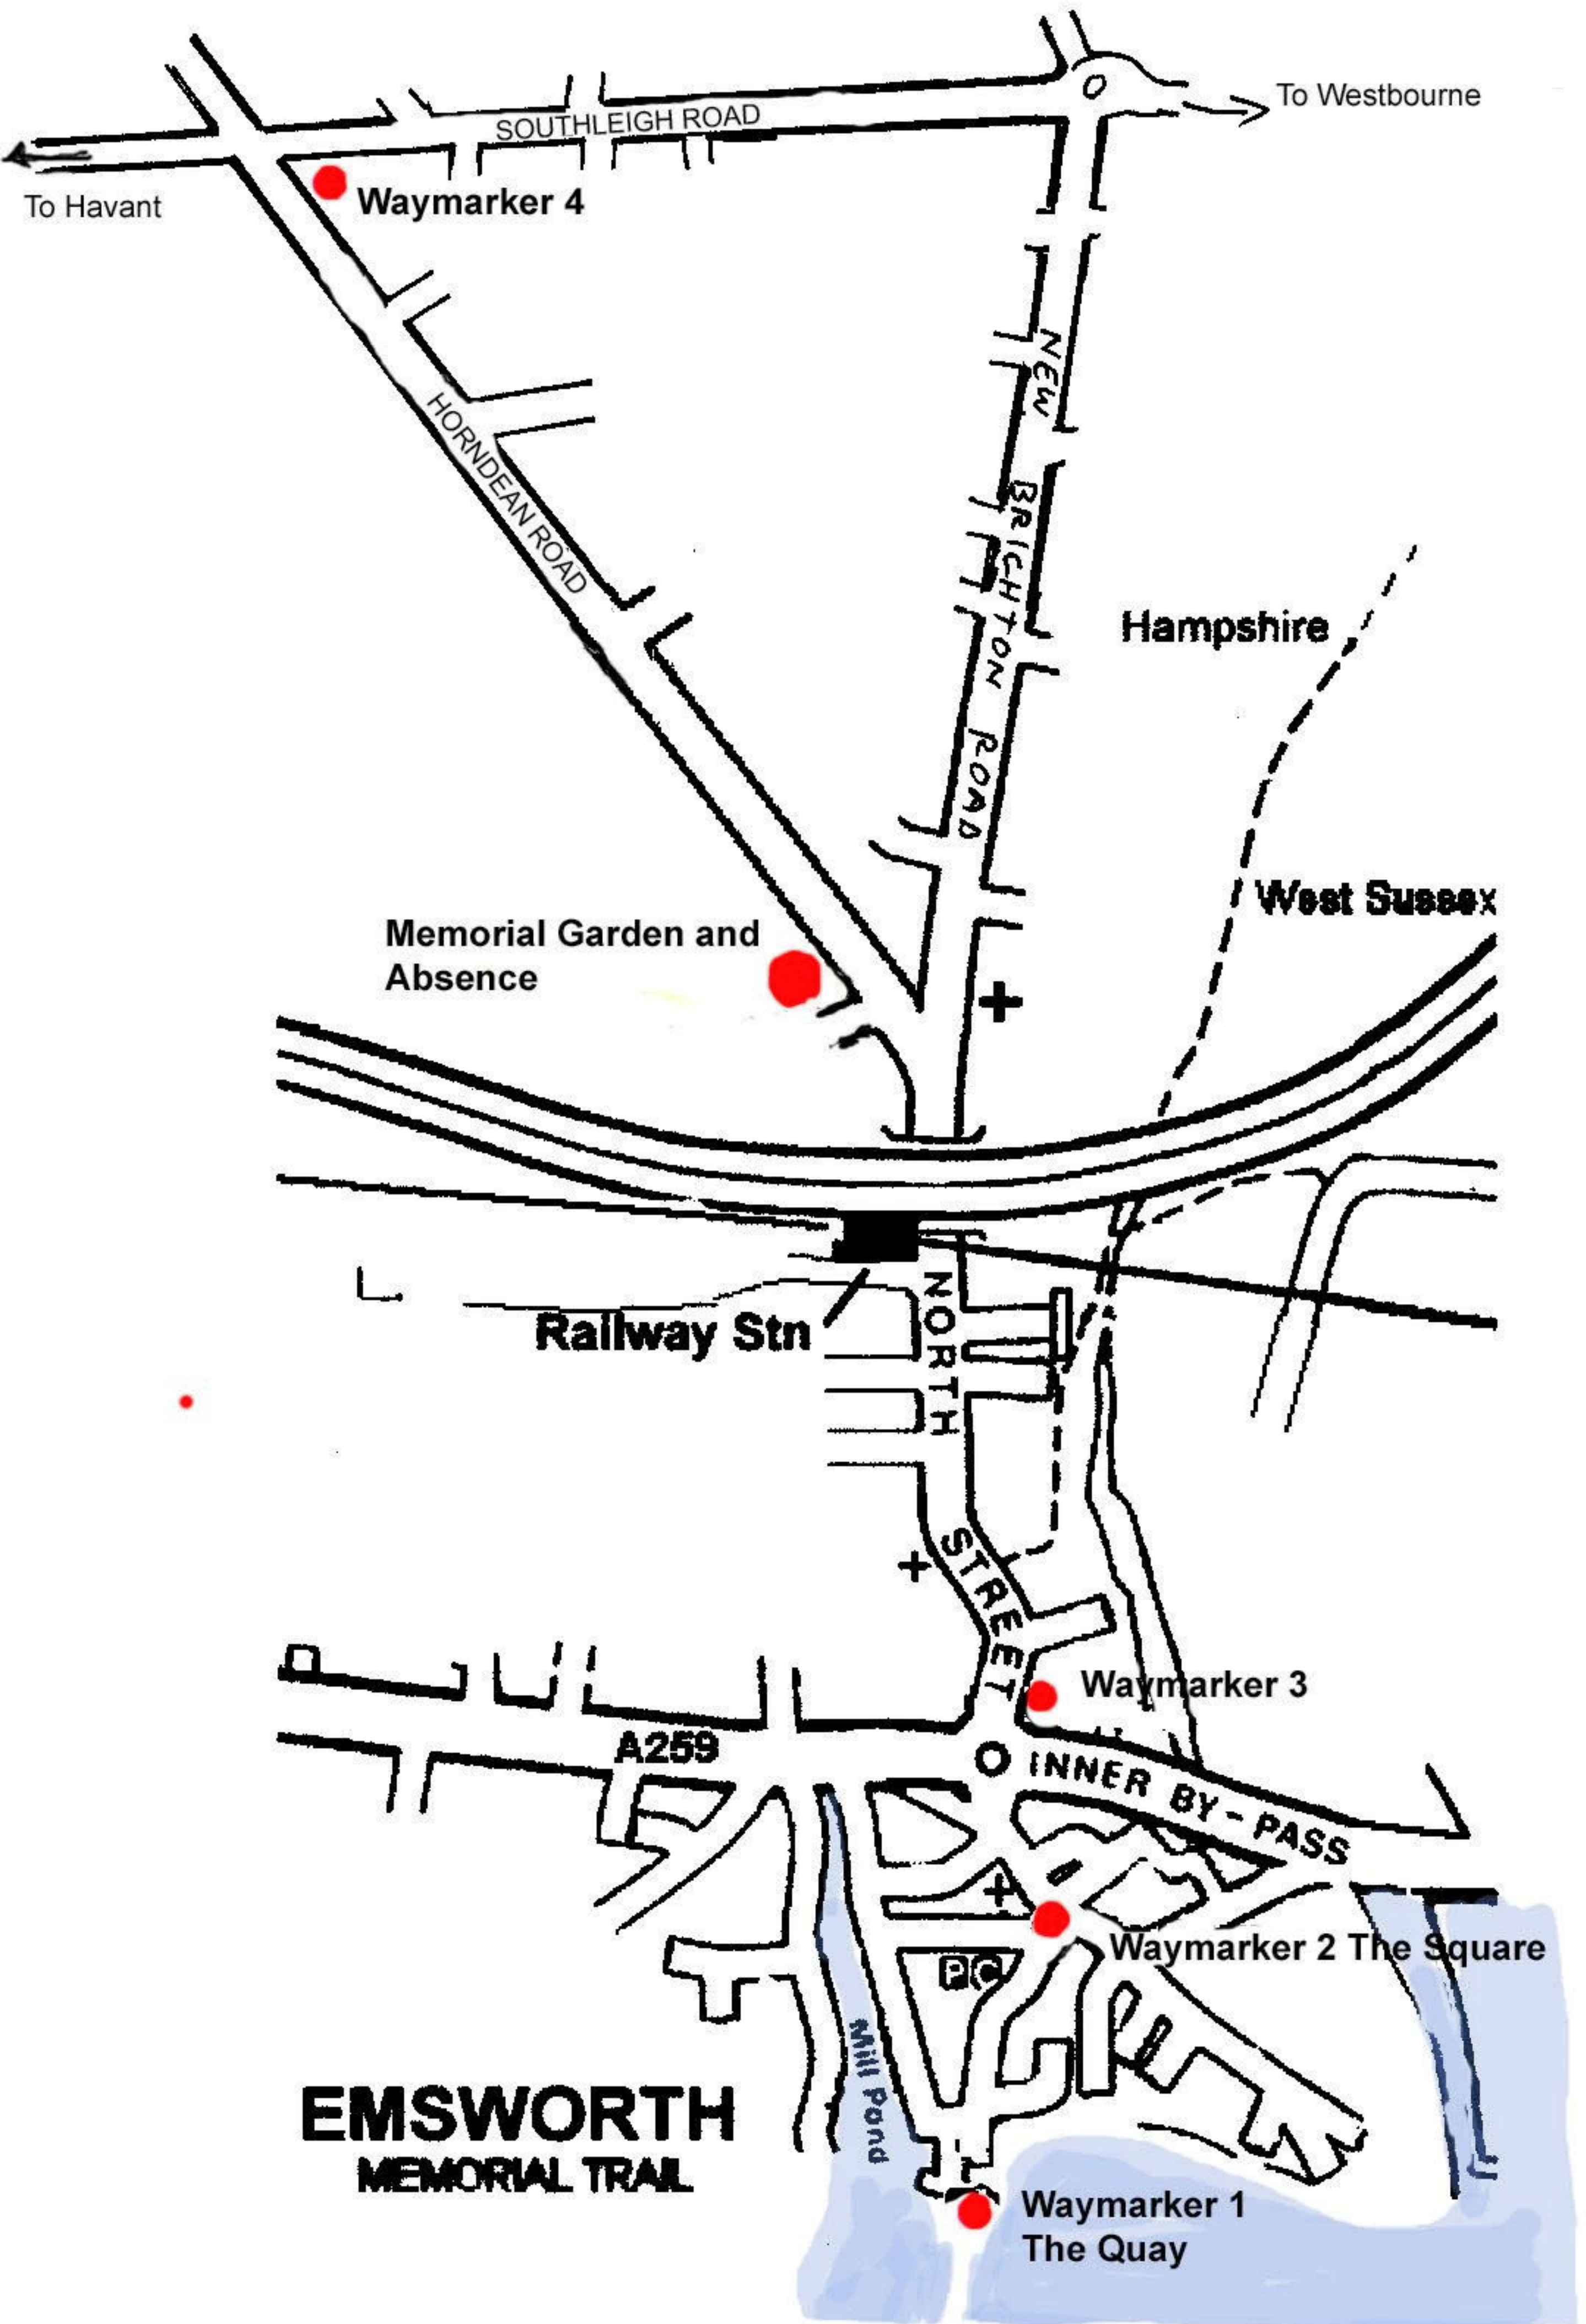 To Westbourne
SOUTHLEIGH ROAD
To Havant
Waymarker 4
NEW BRIGHTON ROAD
HORNDEAN ROAD
Hampshire
West Sussex
Memorial Garden and
Absence
Railway Stn
NORTH STREET
Waymarker 3
A259
INNER BY-PASS
Waymarker 2 The Square
PC
Mill Pond
EMSWORTH
MEMORIAL TRAIL
Waymarker 1
The Quay